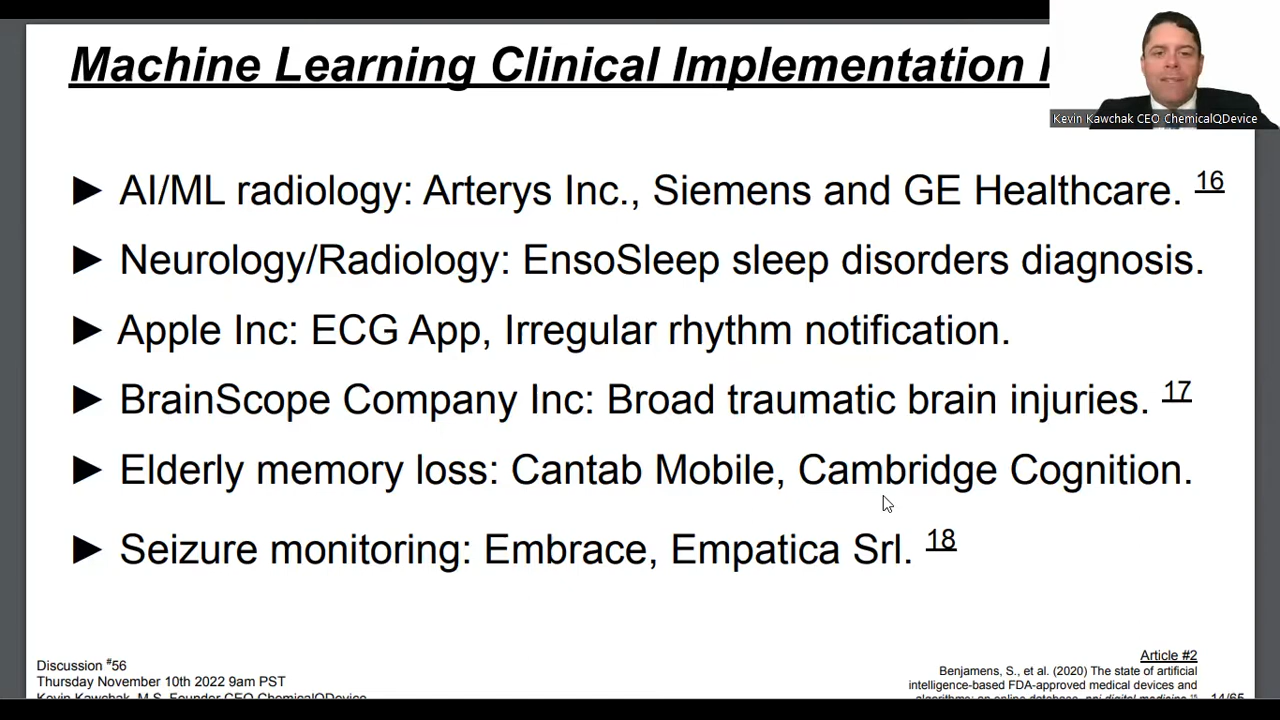 Machine Learning Clinical Implementation
Kevin Kawchak CEO ChemicalQDevice
► AI/ML radiology: Arterys Inc., Siemens and GE Healthcare. 16
► Neurology/Radiology: EnsoSleep sleep disorders diagnosis.
► Apple Inc: ECG App, Irregular rhythm notification.
► BrainScope Company Inc: Broad traumatic brain injuries. 17
► Elderly memory loss: Cantab Mobile, Cambridge Cognition.
► Seizure monitoring: Embrace, Empatica Srl. 18
Discussion #56
Thursday November 10th 2022 9am PST
Kevin Kawchak, M.S. Founder CEO ChemicalQDevice
Article #2
Benjamens, S., et al. (2020) The state of artificial
intelligence-based FDA-approved medical devices and
algorithms: an online database. npj digital medicine.
14/65